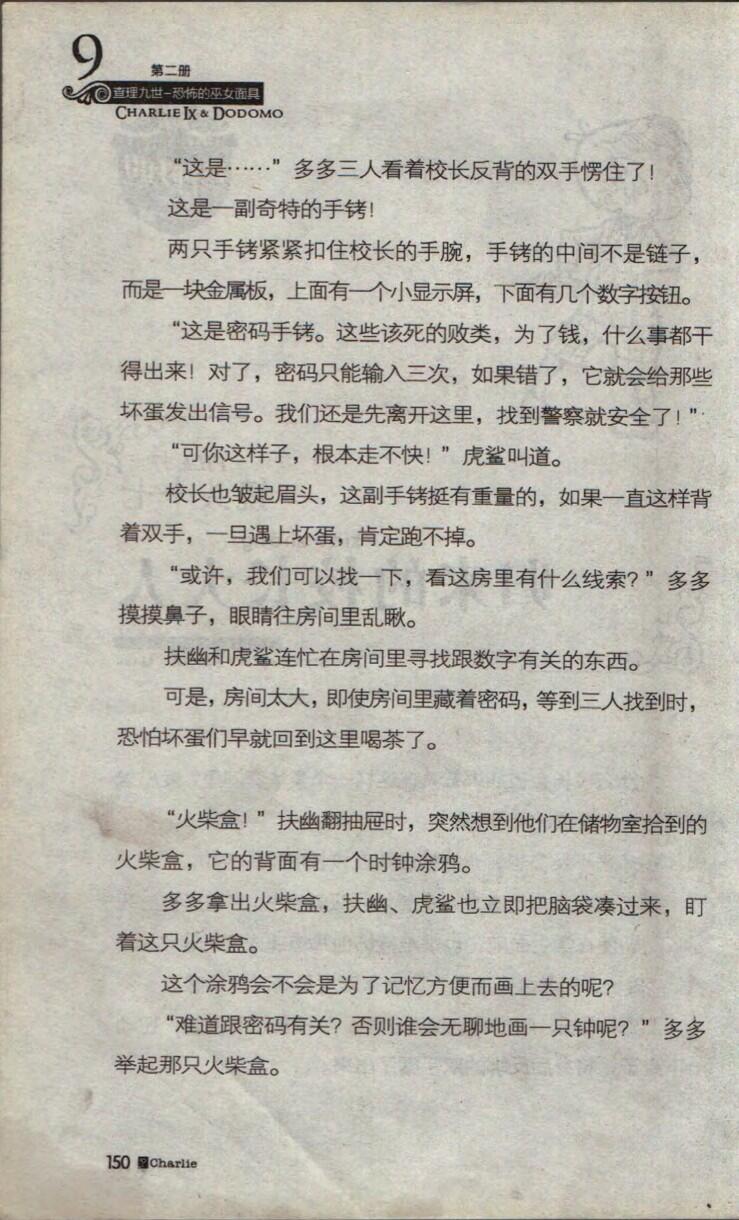 9
第二册
查理九世-恐怖的巫女面具
CHARLIE IX & DODOMO
“这是……”多多三人看着校长反背的双手愣住了！
这是一副奇特的手铐！
两只手铐紧紧扣住校长的手腕，手铐的中间不是链子，
而是一块金属板，上面有一个小显示屏，下面有几个数字按钮。
“这是密码手铐。这些该死的败类，为了钱，什么事都干
得出来！对了，密码只能输入三次，如果错了，它就会给那些
坏蛋发出信号。我们还是先离开这里，找到警察就安全了！”
“可你这样子，根本走不快！”虎鲨叫道。
校长也皱起眉头，这副手铐挺有重量的，如果一直这样背
着双手，一旦遇上坏蛋，肯定跑不掉。
“或许，我们可以找一下，看这房里有什么线索？”多多
摸摸鼻子，眼睛往房间里乱瞅。
扶幽和虎鲨连忙在房间里寻找跟数字有关的东西。
可是，房间太大，即使房间里藏着密码，等到三人找到时，
恐怕坏蛋们早就回到这里喝茶了。
“火柴盒！”扶幽翻抽屉时，突然想到他们在储物室拾到的
火柴盒，它的背面有一个时钟涂鸦。
多多拿出火柴盒，扶幽、虎鲨也立即把脑袋凑过来，盯
着这只火柴盒。
这个涂鸦会不会是为了记忆方便而画上去的呢？
“难道跟密码有关？否则谁会无聊地画一只钟呢？”多多
举起那只火柴盒。
150 Charlie